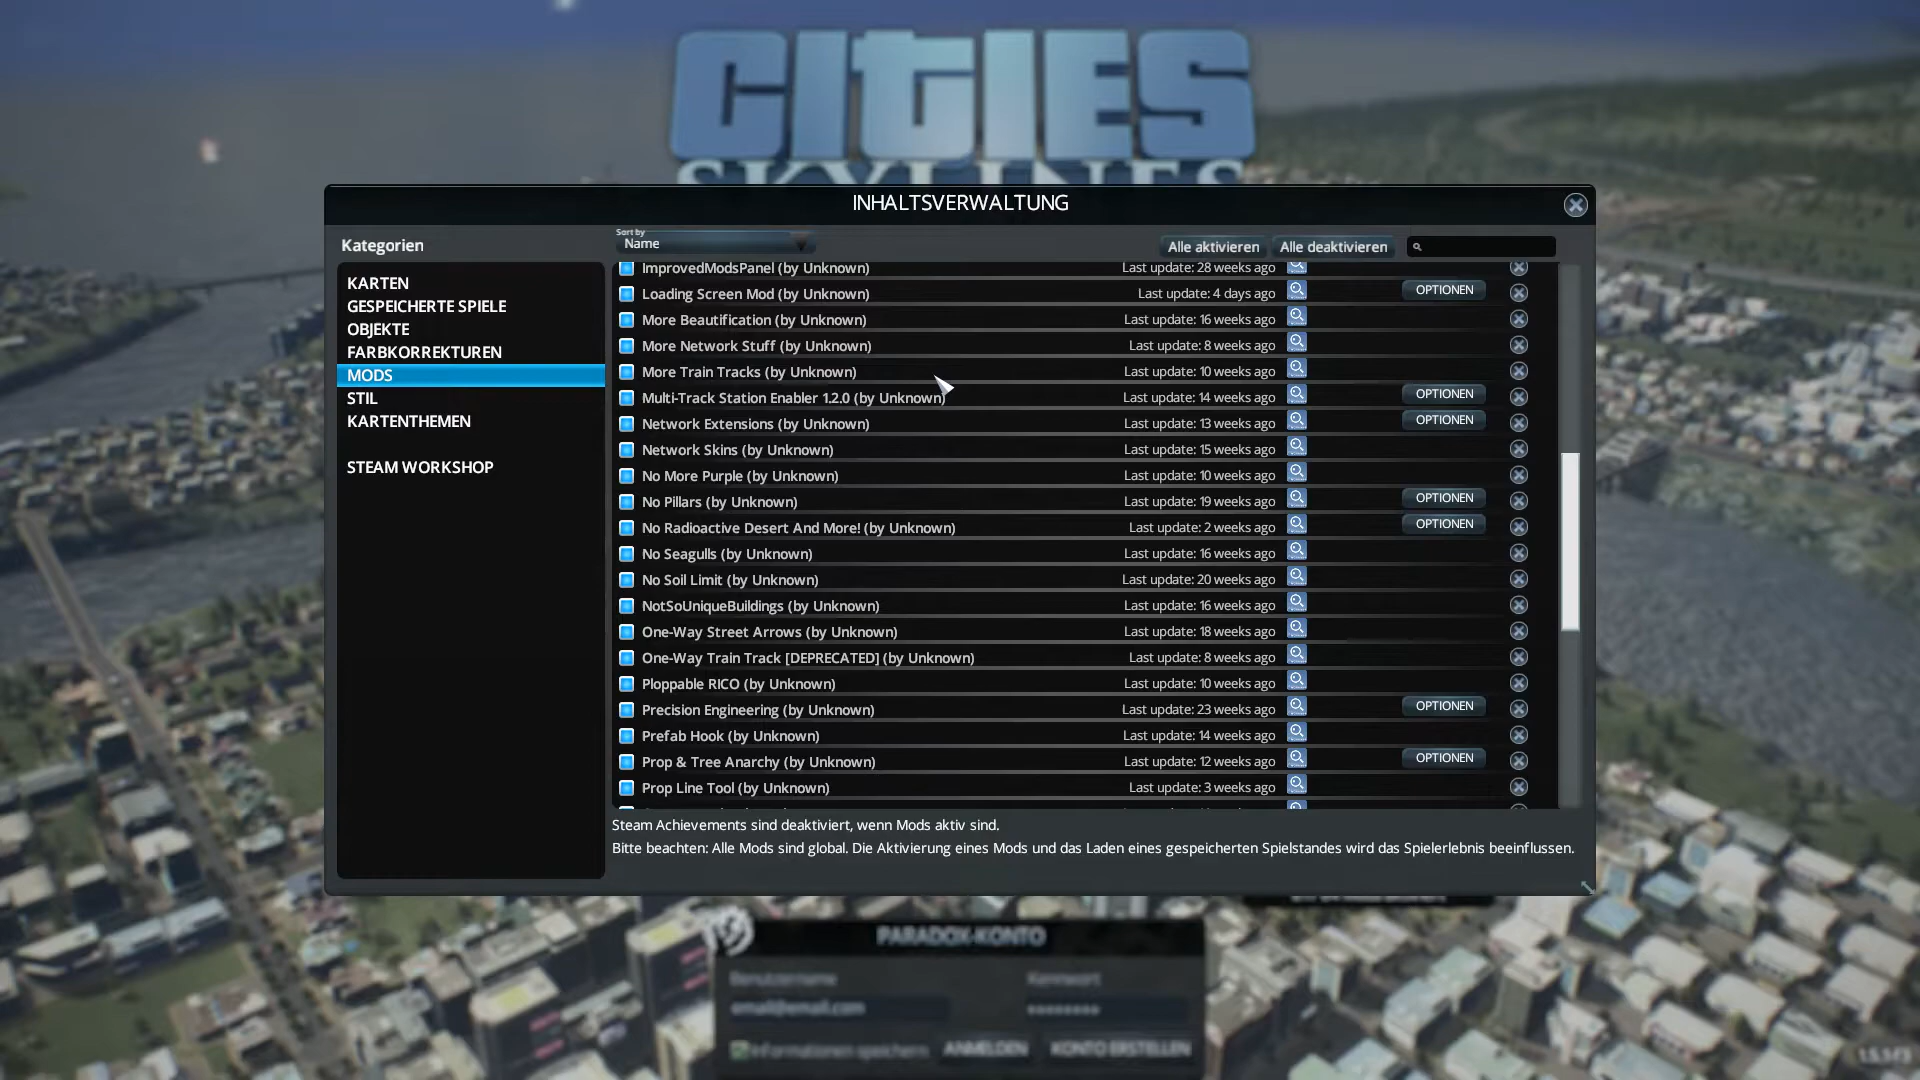 CITIES
SKYLINES
INHALTSVERWALTUNG
Kategorien
Sort by
Name
Alle aktivieren
Alle deaktivieren
KARTEN
GESPEICHERTE SPIELE
OBJEKTE
FARBKORREKTUREN
MODS
STIL
KARTENTHEMEN
STEAM WORKSHOP
ImprovedModsPanel (by Unknown) Last update: 28 weeks ago
Loading Screen Mod (by Unknown) Last update: 4 days ago OPTIONEN
More Beautification (by Unknown) Last update: 16 weeks ago
More Network Stuff (by Unknown) Last update: 8 weeks ago
More Train Tracks (by Unknown) Last update: 10 weeks ago
Multi-Track Station Enabler 1.2.0 (by Unknown) Last update: 14 weeks ago OPTIONEN
Network Extensions (by Unknown) Last update: 13 weeks ago OPTIONEN
Network Skins (by Unknown) Last update: 15 weeks ago
No More Purple (by Unknown) Last update: 10 weeks ago
No Pillars (by Unknown) Last update: 19 weeks ago OPTIONEN
No Radioactive Desert And More! (by Unknown) Last update: 2 weeks ago OPTIONEN
No Seagulls (by Unknown) Last update: 16 weeks ago
No Soil Limit (by Unknown) Last update: 20 weeks ago
NotSoUniqueBuildings (by Unknown) Last update: 16 weeks ago
One-Way Street Arrows (by Unknown) Last update: 18 weeks ago
One-Way Train Track [DEPRECATED] (by Unknown) Last update: 8 weeks ago
Ploppable RICO (by Unknown) Last update: 10 weeks ago
Precision Engineering (by Unknown) Last update: 23 weeks ago OPTIONEN
Prefab Hook (by Unknown) Last update: 14 weeks ago
Prop & Tree Anarchy (by Unknown) Last update: 12 weeks ago OPTIONEN
Prop Line Tool (by Unknown) Last update: 3 weeks ago
Steam Achievements sind deaktiviert, wenn Mods aktiv sind.
Bitte beachten: Alle Mods sind global. Die Aktivierung eines Mods und das Laden eines gespeicherten Spielstandes wird das Spielerlebnis beeinflussen.
PARADOX-KONTO
Benutzername
Kennwort
email@email.com
Informationen speichern
ANMELDEN
KONTO ERSTELLEN